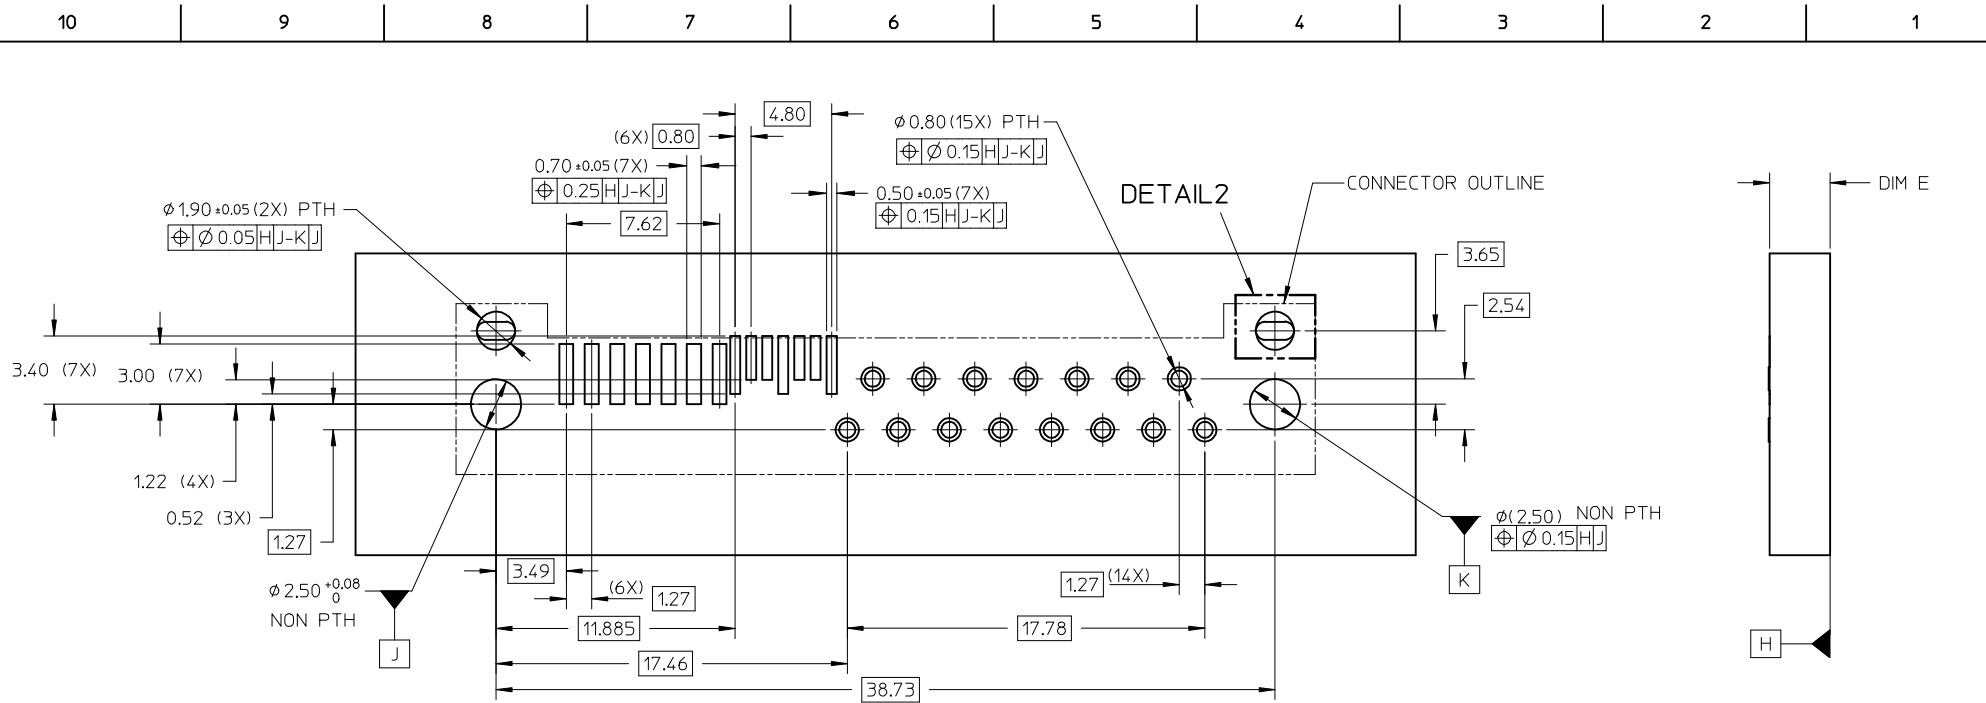 10 9 8 7 6 5 4 3 2 1
4.80
(6X) 0.80
Ø0.80(15X) PTH
⌖ Ø 0.15 H J-K J
0.70 ±0.05 (7X)
⌖ 0.25 H J-K J
0.50 ±0.05 (7X)
⌖ 0.15 H J-K J
DETAIL2
CONNECTOR OUTLINE
DIM E
Ø1.90 ±0.05 (2X) PTH
⌖ Ø 0.05 H J-K J
7.62
3.65
2.54
3.40 (7X)
3.00 (7X)
1.22 (4X)
0.52 (3X)
1.27
Ø(2.50) NON PTH
⌖ Ø 0.15 H J
K
3.49
1.27 (14X)
Ø2.50 +0.08 0
NON PTH
(6X) 1.27
J
11.885
17.78
H
17.46
38.73